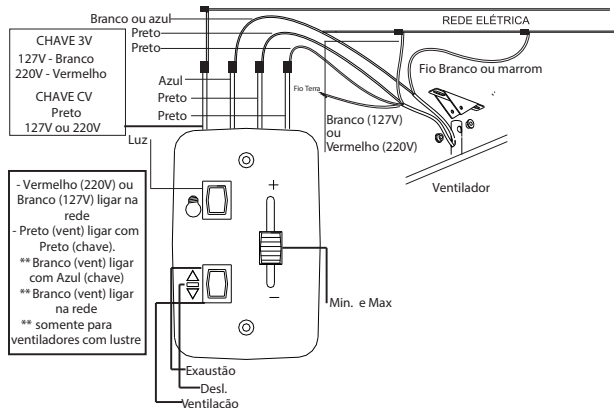 Branco ou azul
Preto
Preto
REDE ELÉTRICA
CHAVE 3V
127V - Branco
220V - Vermelho
CHAVE CV
Preto
127V ou 220V
Azul
Preto
Preto
Fio Terra
Fio Branco ou marrom
Branco (127V)
ou
Vermelho (220V)
Luz
Ventilador
- Vermelho (220V) ou
Branco (127V) ligar na
rede
- Preto (vent) ligar com
Preto (chave).
** Branco (vent) ligar
com Azul (chave)
** Branco (vent) ligar
na rede
** somente para
ventiladores com lustre
+
−
Min. e Max
Exaustão
Desl.
Ventilação